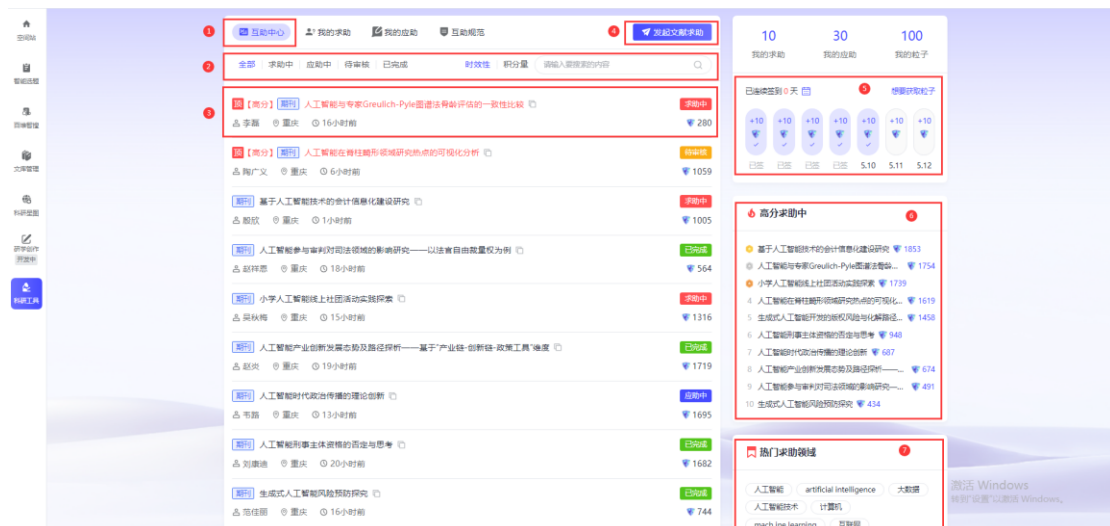 空间站
智能选题
百味智搜
文库管理
科研星图
研学创作
开发中
科研工具
1
互助中心
我的求助
我的应助
互助规范
4
发起文献求助
2
全部
求助中
应助中
待审核
已完成
时效性
积分量
请输入要搜索的内容
3
顶 【高分】 期刊 人工智能与专家Greulich-Pyle图谱法骨龄评估的一致性比较
求助中
李磊 重庆 16小时前
280
顶 【高分】 期刊 人工智能在脊柱畸形领域研究热点的可视化分析
待审核
陶广义 重庆 6小时前
1059
期刊 基于人工智能技术的会计信息化建设研究
求助中
殷欣 重庆 1小时前
1005
期刊 人工智能参与审判对司法领域的影响研究——以法官自由裁量权为例
已完成
赵祥恩 重庆 18小时前
564
期刊 小学人工智能线上社团活动实践探索
求助中
吴秋梅 重庆 15小时前
1316
期刊 人工智能产业创新发展态势及路径探析——基于“产业链-创新链-政策工具”维度
已完成
赵炎 重庆 19小时前
1719
期刊 人工智能时代政治传播的理论创新
应助中
韦路 重庆 13小时前
1695
期刊 人工智能刑事主体资格的否定与思考
已完成
刘康迪 重庆 20小时前
1682
期刊 生成式人工智能风险预防探究
已完成
范佳丽 重庆 16小时前
744
10 30 100
我的求助 我的应助 我的粒子
已连续签到 0 天
5
想要获取粒子
+10 +10 +10 +10 +10 +10 +10
已签 已签 已签 已签 5.10 5.11 5.12
高分求助中
6
基于人工智能技术的会计信息化建设研究 1853
人工智能与专家Greulich-Pyle图谱法骨龄... 1754
小学人工智能线上社团活动实践探索 1739
4 人工智能在脊柱畸形领域研究热点的可视化... 1619
5 生成式人工智能开发的版权风险与化解路径... 1458
6 人工智能刑事主体资格的否定与思考 948
7 人工智能时代政治传播的理论创新 687
8 人工智能产业创新发展态势及路径探析——... 674
9 人工智能参与审判对司法领域的影响研究—... 491
10 生成式人工智能风险预防探究 434
热门求助领域
7
人工智能 artificial intelligence 大数据
人工智能技术 计算机
machine learning 互联网
激活 Windows
转到"设置"以激活 Windows。